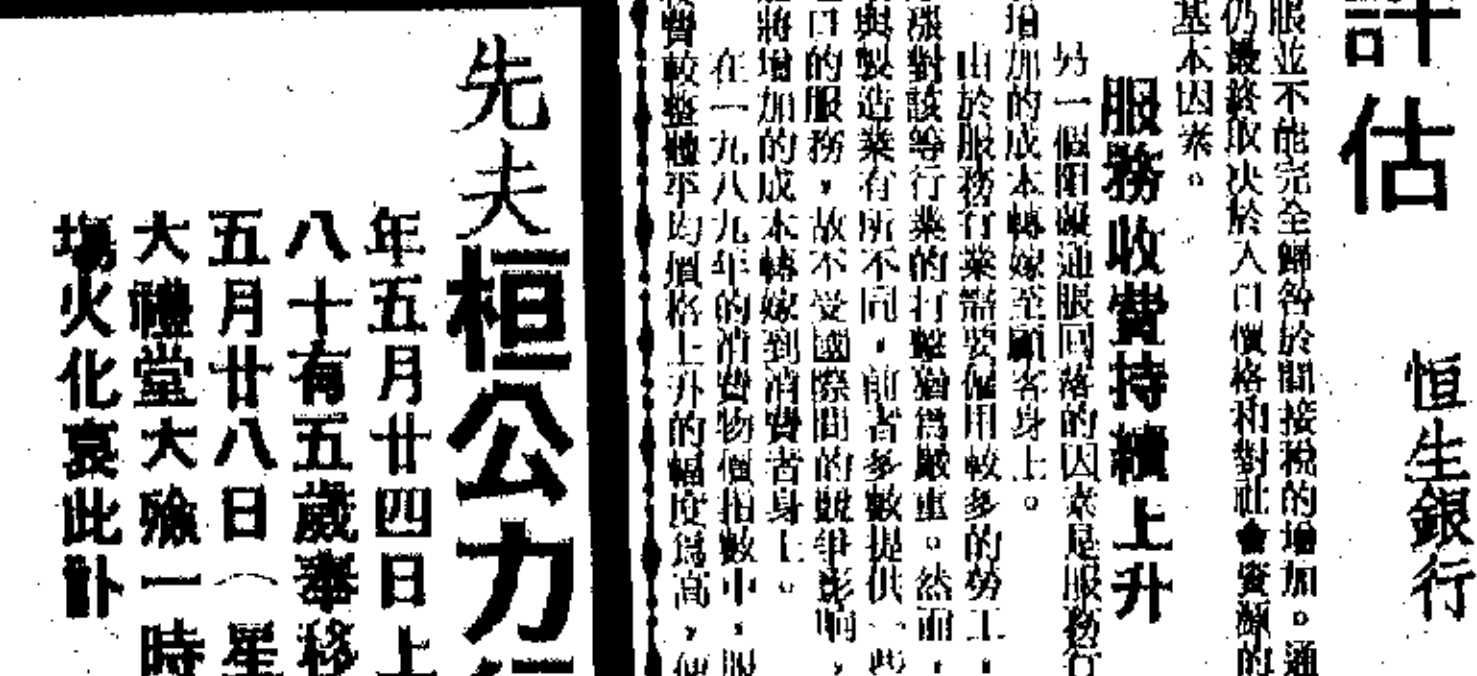 評估
恒生銀行
脹並不能完全歸咎於間接稅的增加。通
仍最終取決於入口價格和對社會資源的
基本因素。
服務收費持續上升
另一個阻礙通脹回落的因素是服務行
增加的成本轉嫁至顧客身上。
由於服務行業需要僱用較多的勞工,
漲對該等行業的打擊猶爲嚴重。然而,
與製造業有所不同,前者多數提供一些
口的服務,故不受國際間的競爭影响,
將增加的成本轉嫁到消費者身上。
在一九八九年的消費物價指數中,服
費較整體平均價格上升的幅度爲高,
先夫桓公力行
年五月廿四日上
八十有五歲奉移
五月廿八日(星
大禮堂大殮一時
塲火化哀此訃